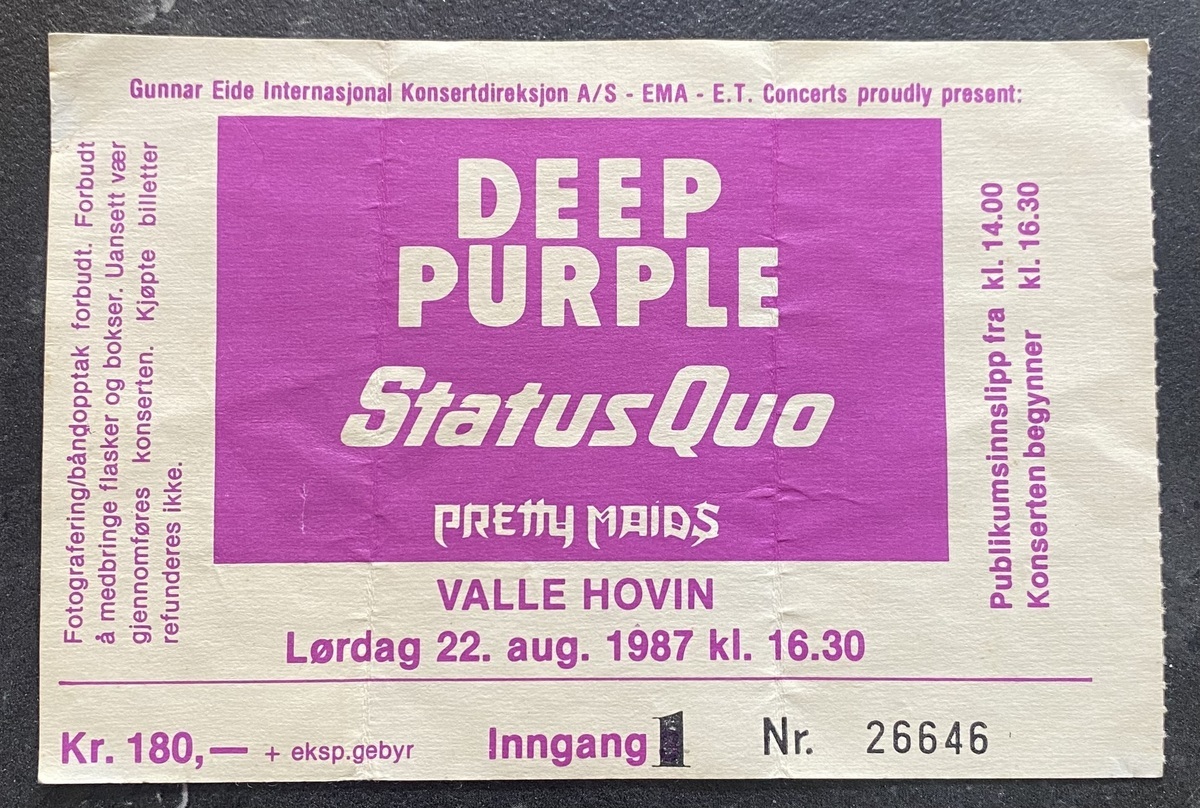 Gunnar Eide Internasjonal Konsertdireksjon A/S - EMA - E.T. Concerts proudly present:
Fotografering/båndopptak forbudt. Forbudt
å medbringe flasker og bokser. Uansett vær
gjennomføres konserten. Kjøpte billetter
refunderes ikke.
DEEP
PURPLE
Status Quo
PRETTY MAIDS
Publikumsinnslipp fra kl. 14.00
Konserten begynner kl. 16.30
VALLE HOVIN
Lørdag 22. aug. 1987 kl. 16.30
Kr. 180,— + eksp.gebyr Inngang 1 Nr. 26646